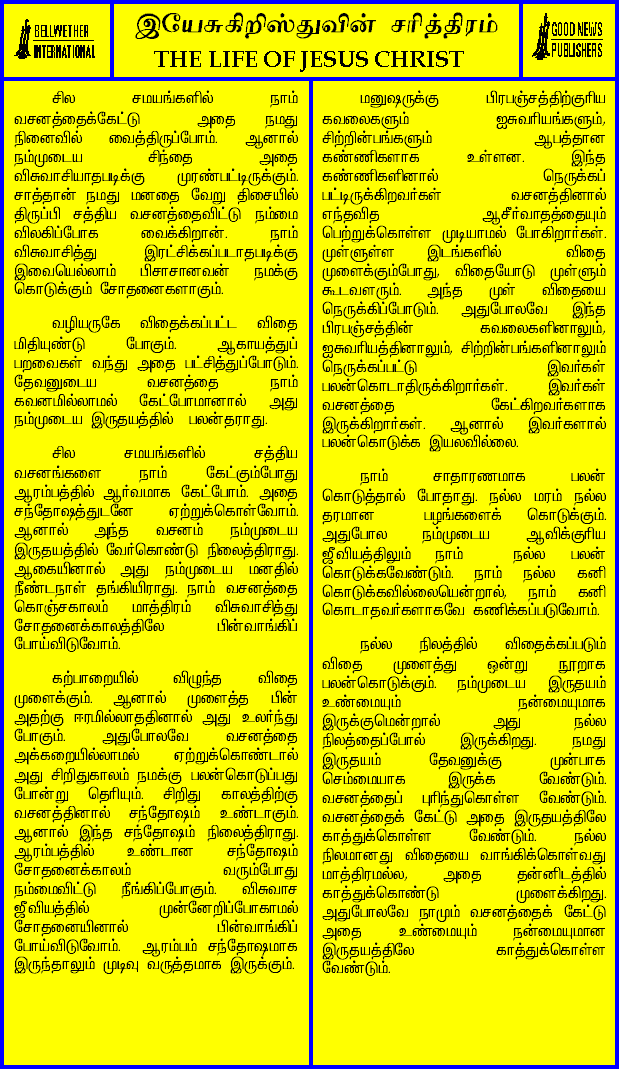 BELLWETHER
INTERNATIONAL
இயேசுகிறிஸ்துவின் சரித்திரம்
THE LIFE OF JESUS CHRIST
GOOD NEWS
PUBLISHERS
சில சமயங்களில் நாம்
வசனத்தைக்கேட்டு அதை நமது
நினைவில் வைத்திருப்போம். ஆனால்
நம்முடைய சிந்தை அதை
விசுவாசியாதபடிக்கு முரண்பட்டிருக்கும்.
சாத்தான் நமது மனதை வேறு திசையில்
திருப்பி சத்திய வசனத்தைவிட்டு நம்மை
விலகிப்போக வைக்கிறான். நாம்
விசுவாசித்து இரட்சிக்கப்படாதபடிக்கு
இவையெல்லாம் பிசாசானவன் நமக்கு
கொடுக்கும் சோதனைகளாகும்.
வழியருகே விதைக்கப்பட்ட விதை
மிதியுண்டு போகும். ஆகாயத்துப்
பறவைகள் வந்து அதை பட்சித்துப்போடும்.
தேவனுடைய வசனத்தை நாம்
கவனமில்லாமல் கேட்போமானால் அது
நம்முடைய இருதயத்தில் பலன்தராது.
சில சமயங்களில் சத்திய
வசனங்களை நாம் கேட்கும்போது
ஆரம்பத்தில் ஆர்வமாக கேட்போம். அதை
சந்தோஷத்துடனே ஏற்றுக்கொள்வோம்.
ஆனால் அந்த வசனம் நம்முடைய
இருதயத்தில் வேர்கொண்டு நிலைத்திராது.
ஆகையினால் அது நம்முடைய மனதில்
நீண்டநாள் தங்கியிராது. நாம் வசனத்தை
கொஞ்சகாலம் மாத்திரம் விசுவாசித்து
சோதனைக்காலத்திலே பின்வாங்கிப்
போய்விடுவோம்.
கற்பாறையில் விழுந்த விதை
முளைக்கும். ஆனால் முளைத்த பின்
அதற்கு ஈரமில்லாததினால் அது உலர்ந்து
போகும். அதுபோலவே வசனத்தை
அக்கறையில்லாமல் ஏற்றுக்கொண்டால்
அது சிறிதுகாலம் நமக்கு பலன்கொடுப்பது
போன்று தெரியும். சிறிது காலத்திற்கு
வசனத்தினால் சந்தோஷம் உண்டாகும்.
ஆனால் இந்த சந்தோஷம் நிலைத்திராது.
ஆரம்பத்தில் உண்டான சந்தோஷம்
சோதனைக்காலம் வரும்போது
நம்மைவிட்டு நீங்கிப்போகும். விசுவாச
ஜீவியத்தில் முன்னேறிப்போகாமல்
சோதனையினால் பின்வாங்கிப்
போய்விடுவோம். ஆரம்பம் சந்தோஷமாக
இருந்தாலும் முடிவு வருத்தமாக இருக்கும்.
மனுஷருக்கு பிரபஞ்சத்திற்குரிய
கவலைகளும் ஐசுவரியங்களும்,
சிற்றின்பங்களும் ஆபத்தான
கண்ணிகளாக உள்ளன. இந்த
கண்ணிகளினால் நெருக்கப்
பட்டிருக்கிறவர்கள் வசனத்தினால்
எந்தவித ஆசீர்வாதத்தையும்
பெற்றுக்கொள்ள முடியாமல் போகிறார்கள்.
முள்ளுள்ள இடங்களில் விதை
முளைக்கும்போது, விதையோடு முள்ளும்
கூடவளரும். அந்த முள் விதையை
நெருக்கிப்போடும். அதுபோலவே இந்த
பிரபஞ்சத்தின் கவலைகளினாலும்,
ஐசுவரியத்தினாலும், சிற்றின்பங்களினாலும்
நெருக்கப்பட்டு இவர்கள்
பலன்கொடாதிருக்கிறார்கள். இவர்கள்
வசனத்தை கேட்கிறவர்களாக
இருக்கிறார்கள். ஆனால் இவர்களால்
பலன்கொடுக்க இயலவில்லை.
நாம் சாதாரணமாக பலன்
கொடுத்தால் போதாது. நல்ல மரம் நல்ல
தரமான பழங்களைக் கொடுக்கும்.
அதுபோல நம்முடைய ஆவிக்குரிய
ஜீவியத்திலும் நாம் நல்ல பலன்
கொடுக்கவேண்டும். நாம் நல்ல கனி
கொடுக்கவில்லையென்றால், நாம் கனி
கொடாதவர்களாகவே கணிக்கப்படுவோம்.
நல்ல நிலத்தில் விதைக்கப்படும்
விதை முளைத்து ஒன்று நூறாக
பலன்கொடுக்கும். நம்முடைய இருதயம்
உண்மையும் நன்மையுமாக
இருக்குமென்றால் அது நல்ல
நிலத்தைப்போல் இருக்கிறது. நமது
இருதயம் தேவனுக்கு முன்பாக
செம்மையாக இருக்க வேண்டும்.
வசனத்தைப் புரிந்துகொள்ள வேண்டும்.
வசனத்தைக் கேட்டு அதை இருதயத்திலே
காத்துக்கொள்ள வேண்டும். நல்ல
நிலமானது விதையை வாங்கிக்கொள்வது
மாத்திரமல்ல, அதை தன்னிடத்தில்
காத்துக்கொண்டு முளைக்கிறது.
அதுபோலவே நாமும் வசனத்தைக் கேட்டு
அதை உண்மையும் நன்மையுமான
இருதயத்திலே காத்துக்கொள்ள
வேண்டும்.